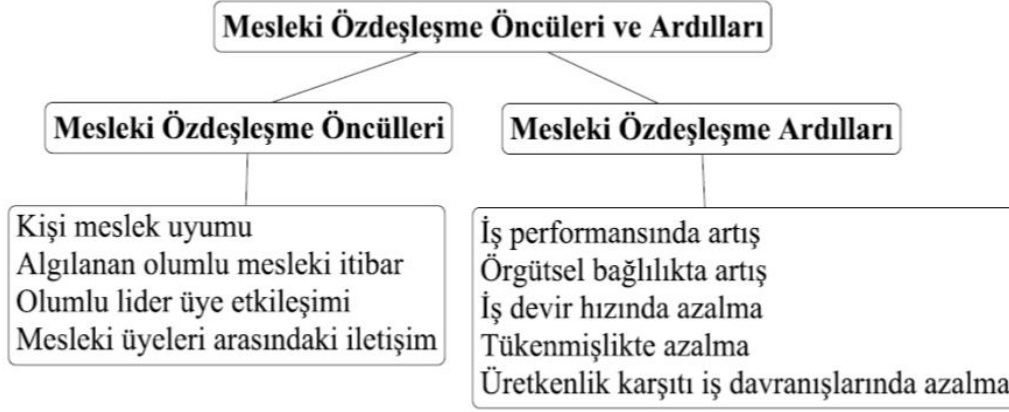 Mesleki Özdeşleşme Öncüleri ve Ardılları
Mesleki Özdeşleşme Öncülleri
Kişi meslek uyumu
Algılanan olumlu mesleki itibar
Olumlu lider üye etkileşimi
Mesleki üyeleri arasındaki iletişim
Mesleki Özdeşleşme Ardılları
İş performansında artış
Örgütsel bağlılıkta artış
İş devir hızında azalma
Tükenmişlikte azalma
Üretkenlik karşıtı iş davranışlarında azalma